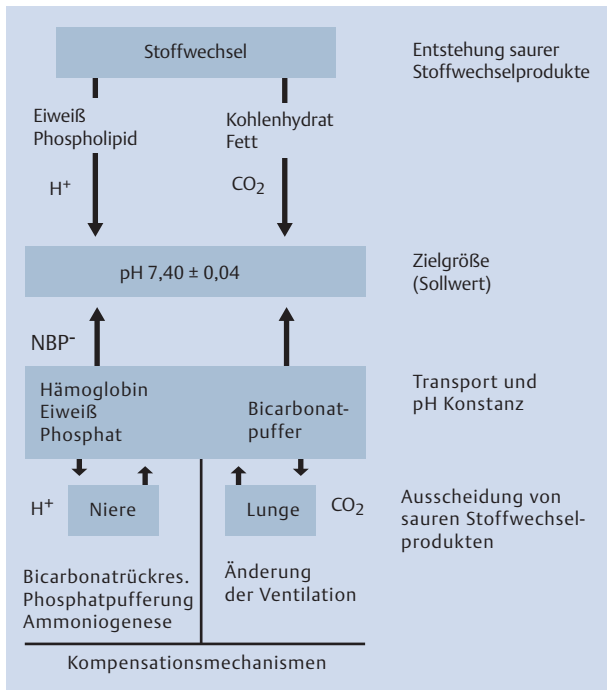 Stoffwechsel
Entstehung saurer
Stoffwechselprodukte
Eiweiß
Phospholipid
Kohlenhydrat
Fett
H+
CO2
pH 7,40 ± 0,04
Zielgröße
(Sollwert)
NBP-
Hämoglobin
Eiweiß
Phosphat
Bicarbonat-
puffer
Transport und
pH Konstanz
H+
Niere
Lunge
CO2
Ausscheidung von
sauren Stoffwechsel-
produkten
Bicarbonatrückres.
Phosphatpufferung
Ammoniogenese
Änderung
der Ventilation
Kompensationsmechanismen